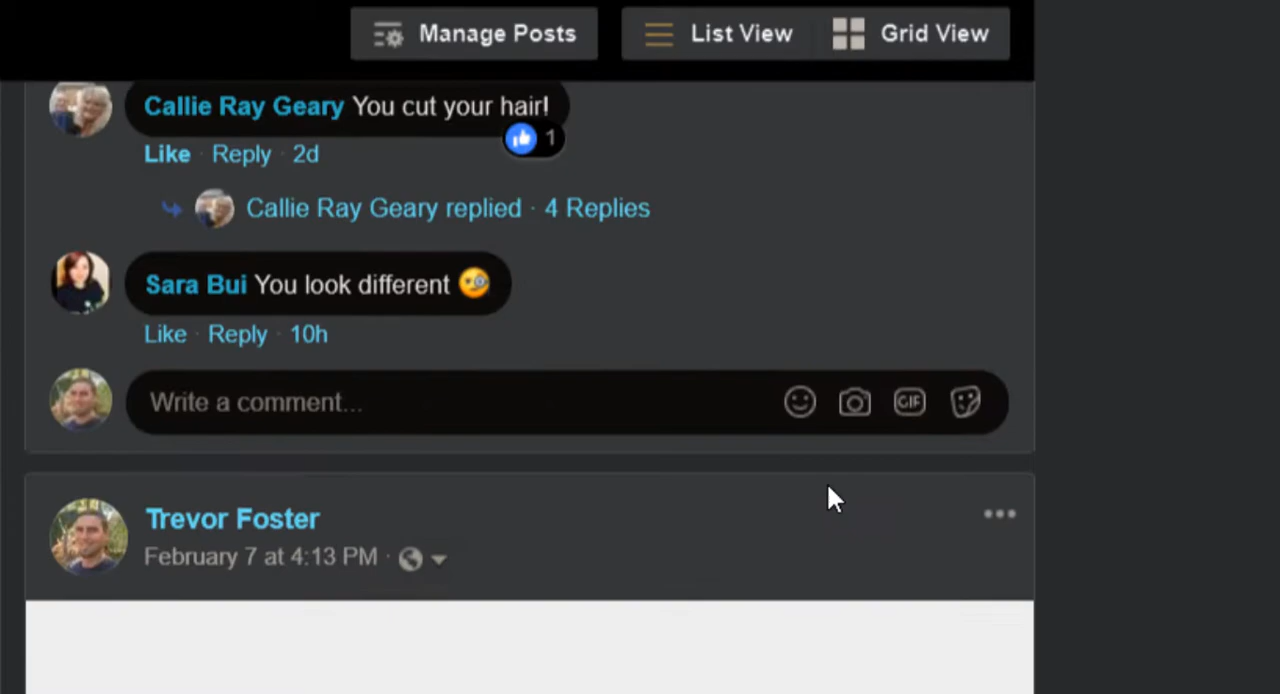 Manage Posts List View Grid View
Callie Ray Geary You cut your hair!
1
Like · Reply · 2d
Callie Ray Geary replied · 4 Replies
Sara Bui You look different 🧐
Like · Reply · 10h
Write a comment...
GIF
Trevor Foster
February 7 at 4:13 PM ·